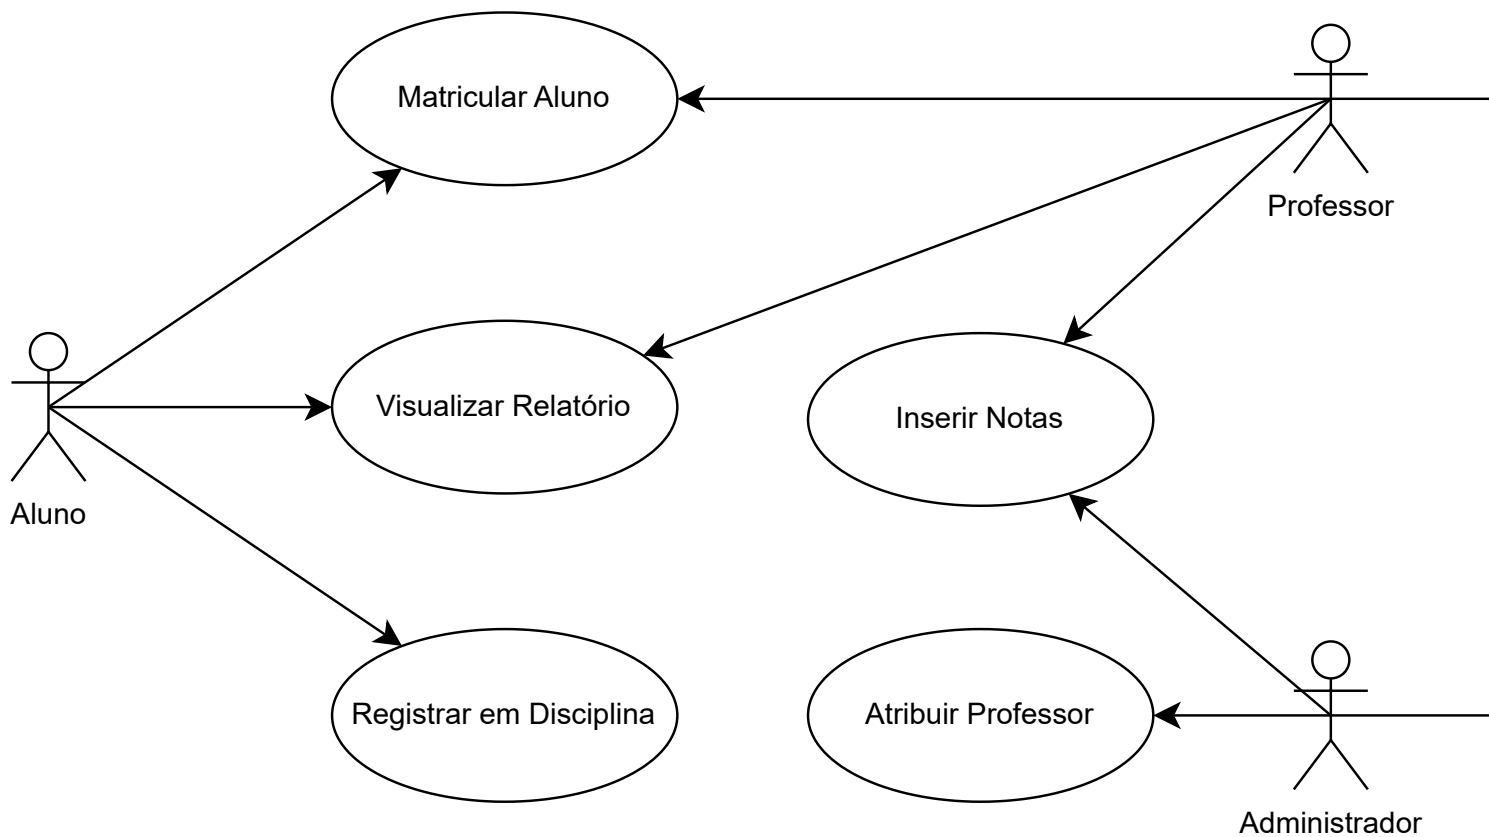 Matricular Aluno
Professor
Visualizar Relatório
Inserir Notas
Aluno
Registrar em Disciplina
Atribuir Professor
Administrador